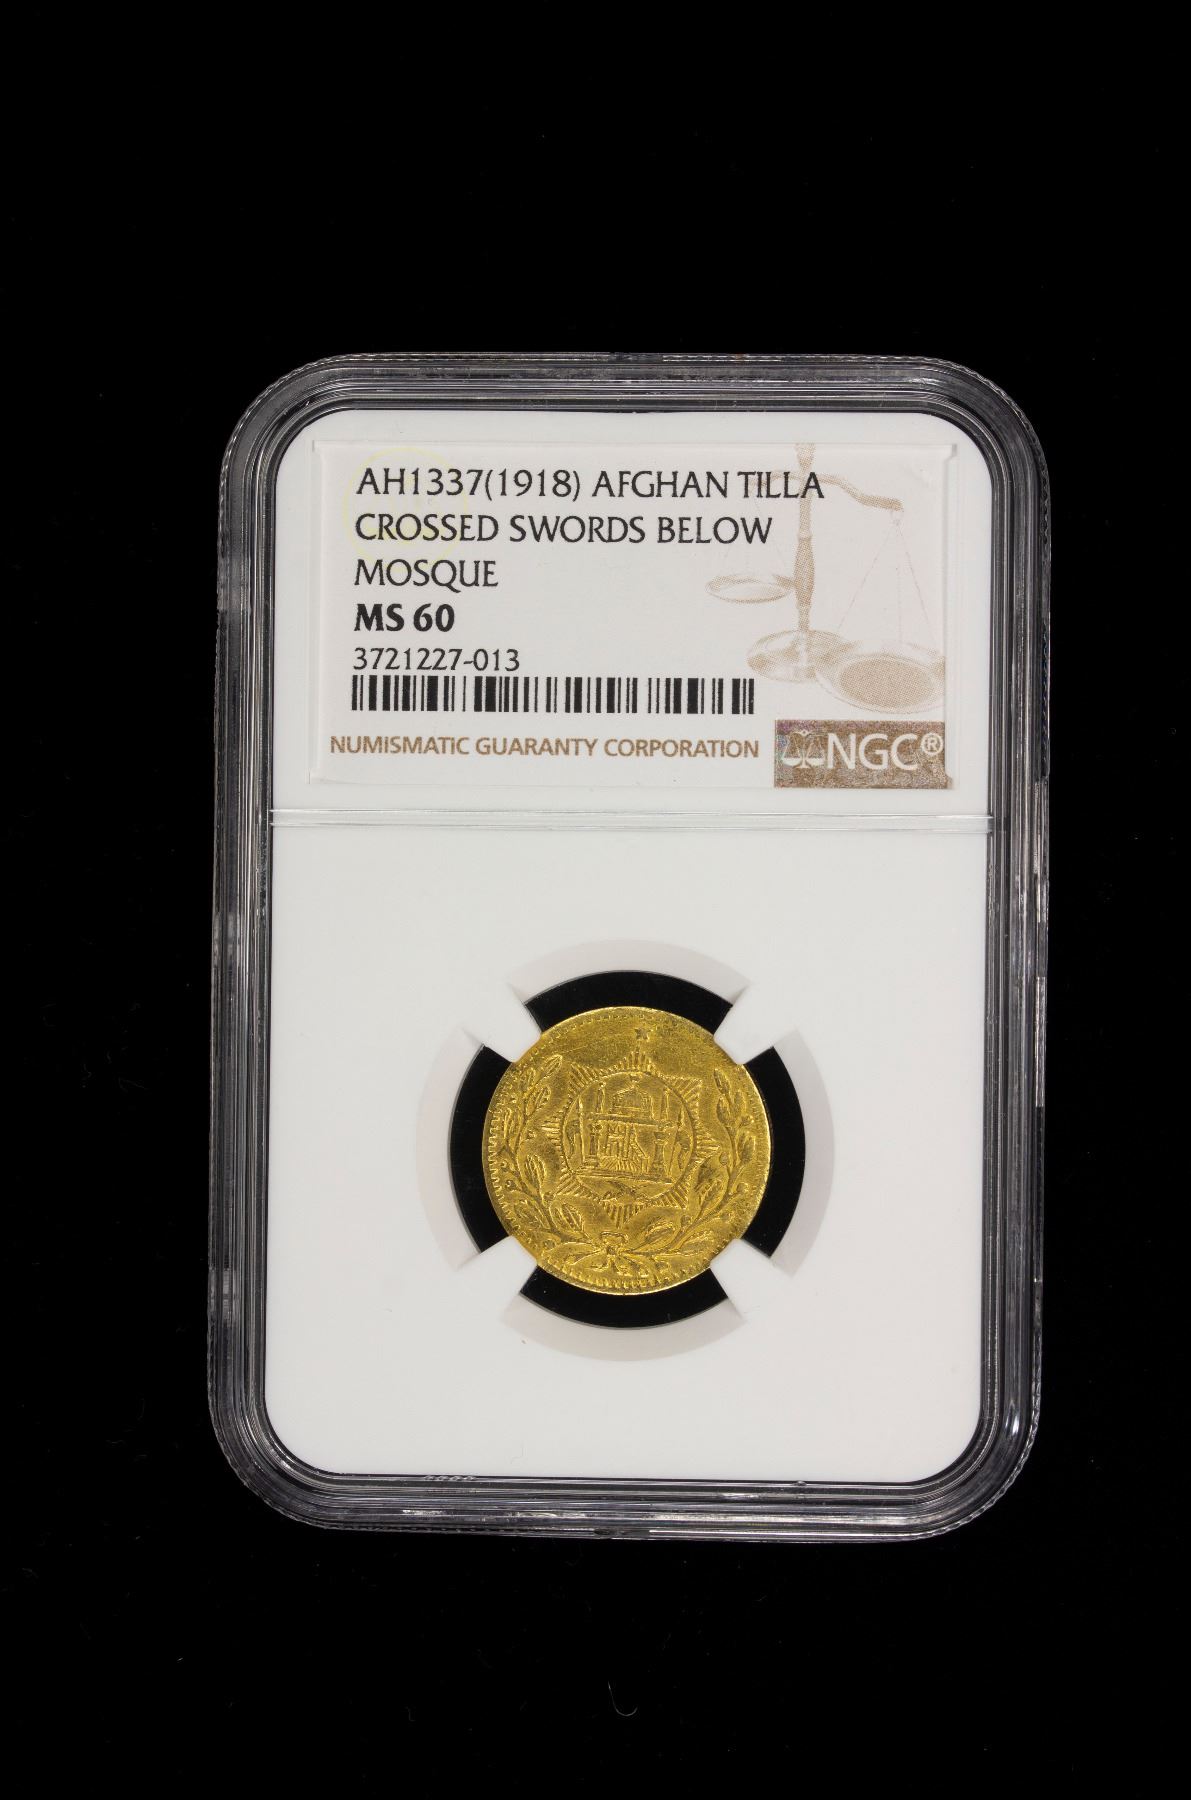 AH1337(1918) AFGHAN TILLA
CROSSED SWORDS BELOW
MOSQUE
MS 60
3721227-013
NUMISMATIC GUARANTY CORPORATION
NGC®